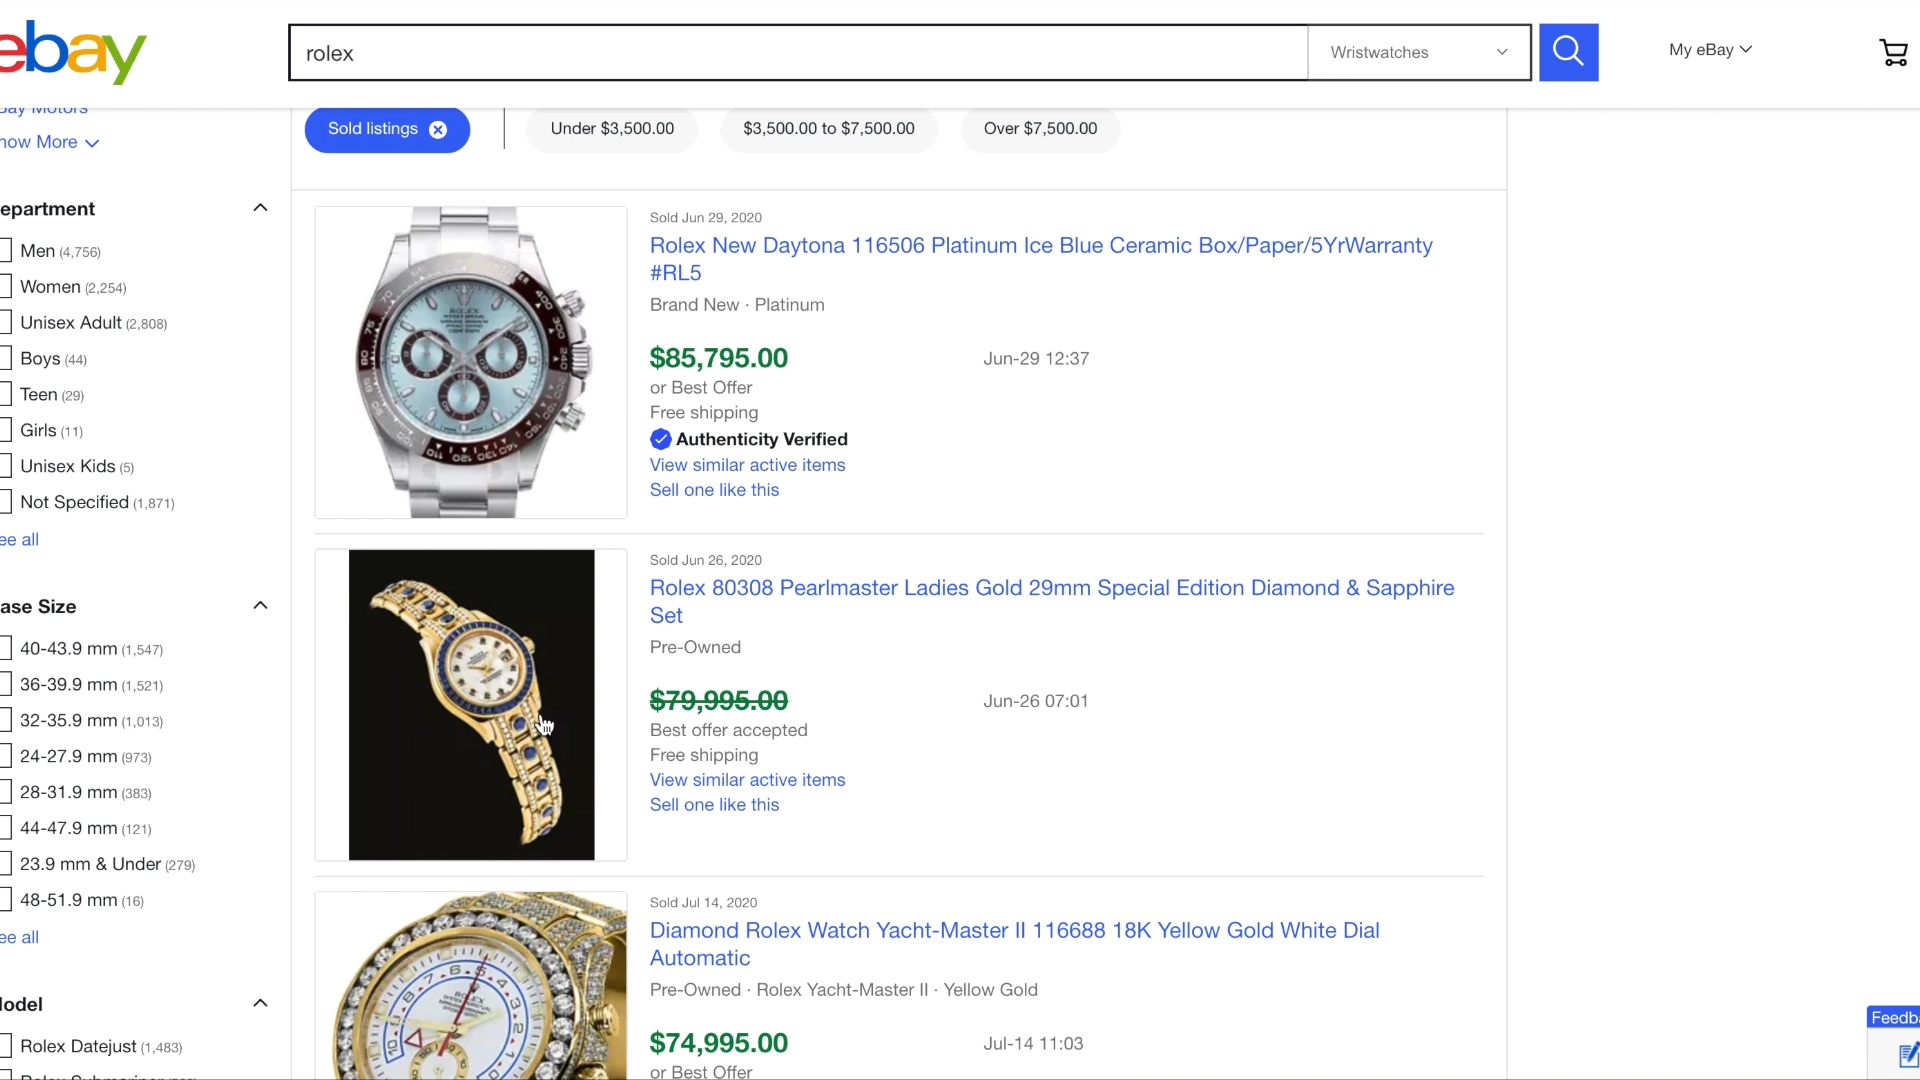 ebay
rolex
Wristwatches
My eBay
Sold listings
Under $3,500.00
$3,500.00 to $7,500.00
Over $7,500.00
ay Motors
now More
epartment
Men (4,756)
Women (2,254)
Unisex Adult (2,808)
Boys (44)
Teen (29)
Girls (11)
Unisex Kids (5)
Not Specified (1,871)
ee all
ase Size
40-43.9 mm (1,547)
36-39.9 mm (1,521)
32-35.9 mm (1,013)
24-27.9 mm (973)
28-31.9 mm (383)
44-47.9 mm (121)
23.9 mm & Under (279)
48-51.9 mm (16)
ee all
odel
Rolex Datejust (1,483)
Sold Jun 29, 2020
Rolex New Daytona 116506 Platinum Ice Blue Ceramic Box/Paper/5YrWarranty
#RL5
Brand New · Platinum
$85,795.00
Jun-29 12:37
or Best Offer
Free shipping
Authenticity Verified
View similar active items
Sell one like this
Sold Jun 26, 2020
Rolex 80308 Pearlmaster Ladies Gold 29mm Special Edition Diamond & Sapphire
Set
Pre-Owned
$79,995.00
Jun-26 07:01
Best offer accepted
Free shipping
View similar active items
Sell one like this
Sold Jul 14, 2020
Diamond Rolex Watch Yacht-Master II 116688 18K Yellow Gold White Dial
Automatic
Pre-Owned · Rolex Yacht-Master II · Yellow Gold
$74,995.00
Jul-14 11:03
or Best Offer
Feedba